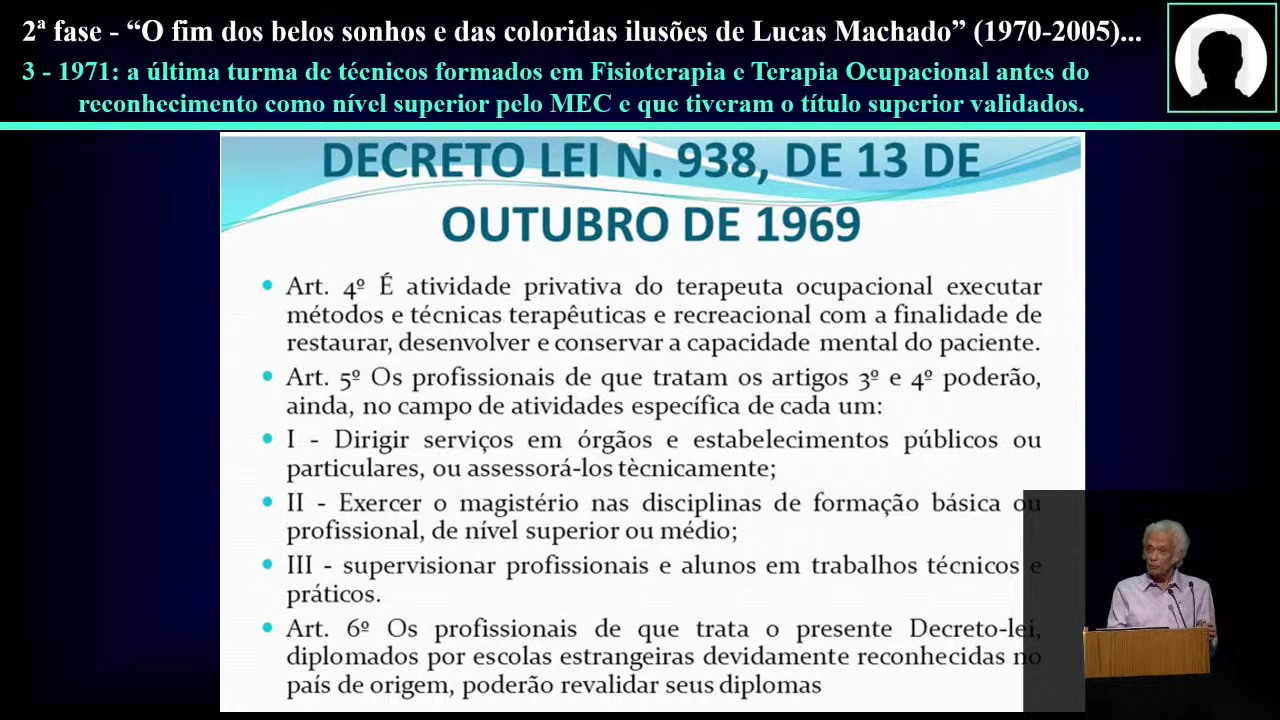 2ª fase - “O fim dos belos sonhos e das coloridas ilusões de Lucas Machado” (1970-2005)...
3 - 1971: a última turma de técnicos formados em Fisioterapia e Terapia Ocupacional antes do
reconhecimento como nível superior pelo MEC e que tiveram o título superior validados.
DECRETO LEI N. 938, DE 13 DE
OUTUBRO DE 1969
• Art. 4º É atividade privativa do terapeuta ocupacional executar
métodos e técnicas terapêuticas e recreacional com a finalidade de
restaurar, desenvolver e conservar a capacidade mental do paciente.
• Art. 5º Os profissionais de que tratam os artigos 3º e 4º poderão,
ainda, no campo de atividades específica de cada um:
• I - Dirigir serviços em órgãos e estabelecimentos públicos ou
particulares, ou assessorá-los tècnicamente;
• II - Exercer o magistério nas disciplinas de formação básica ou
profissional, de nível superior ou médio;
• III - supervisionar profissionais e alunos em trabalhos técnicos e
práticos.
• Art. 6º Os profissionais de que trata o presente Decreto-lei,
diplomados por escolas estrangeiras devidamente reconhecidas no
país de origem, poderão revalidar seus diplomas